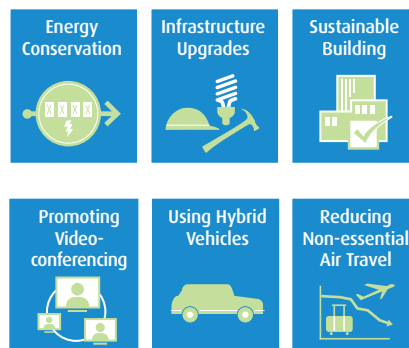 Energy
Conservation
Infrastructure
Upgrades
Sustainable
Building
Promoting
Video-
conferencing
Using Hybrid
Vehicles
Reducing
Non-essential
Air Travel